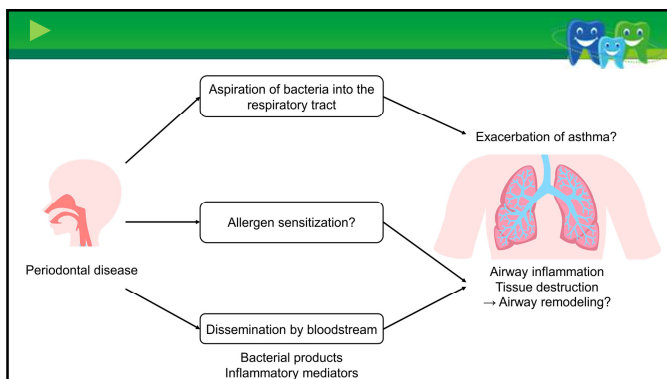 Aspiration of bacteria into the
respiratory tract
Exacerbation of asthma?
Allergen sensitization?
Periodontal disease
Airway inflammation
Tissue destruction
→ Airway remodeling?
Dissemination by bloodstream
Bacterial products
Inflammatory mediators